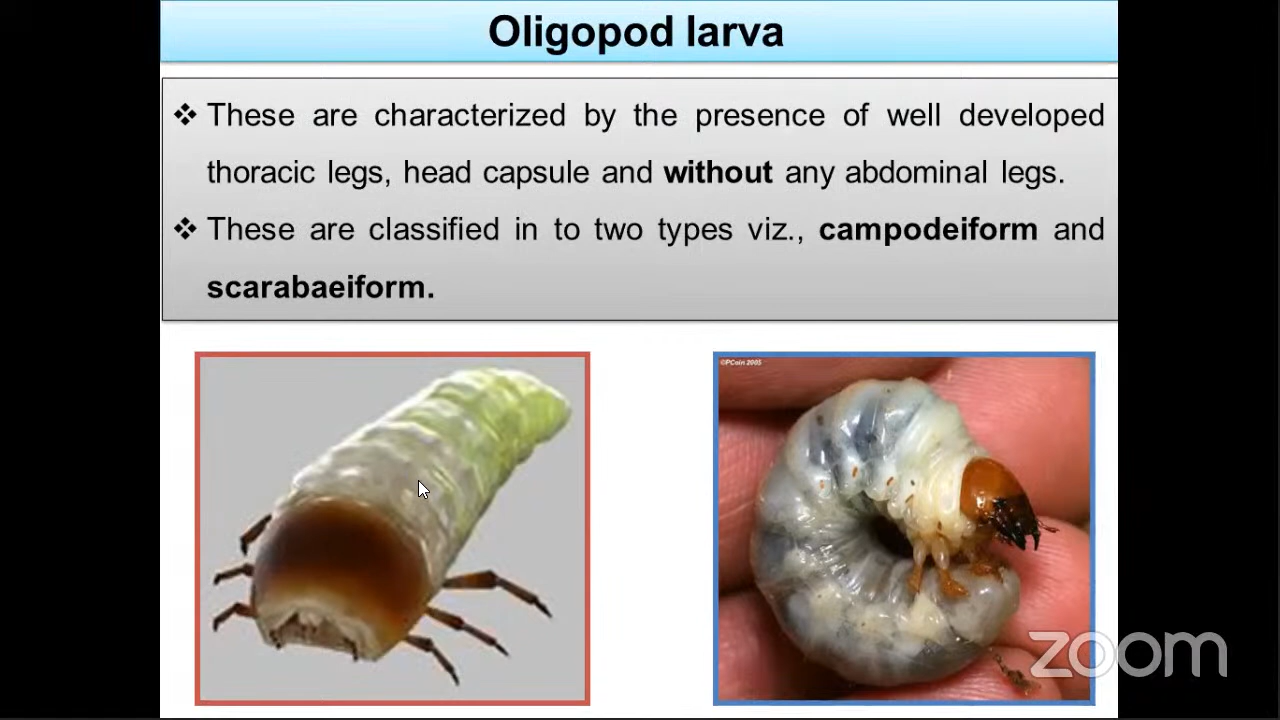 Oligopod larva
❖ These are characterized by the presence of well developed
thoracic legs, head capsule and without any abdominal legs.
❖ These are classified in to two types viz., campodeiform and
scarabaeiform.
©PCoin 2005
zoom